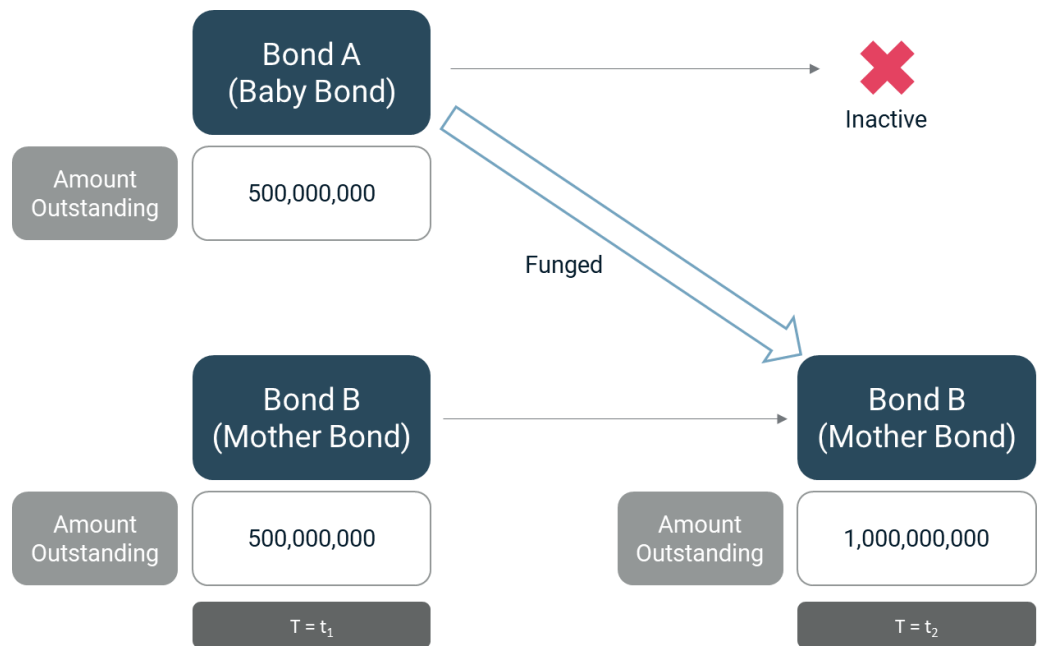 Bond A
(Baby Bond)
Inactive
Amount
Outstanding
500,000,000
Funged
Bond B
(Mother Bond)
Bond B
(Mother Bond)
Amount
Outstanding
500,000,000
Amount
Outstanding
1,000,000,000
T = t₁
T = t₂